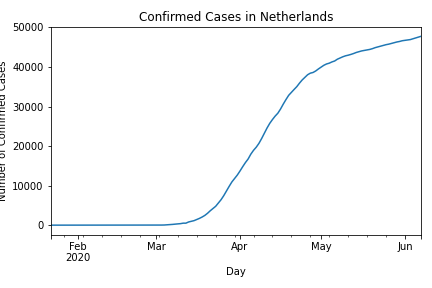 Confirmed Cases in Netherlands
50000
40000
30000
20000
10000
0
Number of Confirmed Cases
Feb
2020
Mar
Apr
May
Jun
Day